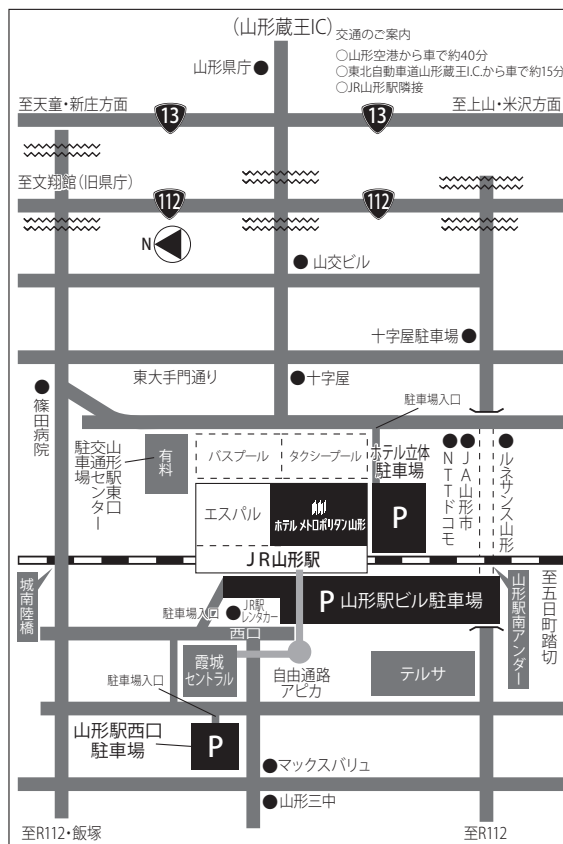 (山形蔵王IC)
交通のご案内
○山形空港から車で約40分
○東北自動車道山形蔵王I.C.から車で約15分
○JR山形駅隣接
山形県庁
至天童・新庄方面
13
13
至上山・米沢方面
至文翔館(旧県庁)
112
112
N
山交ビル
十字屋駐車場
東大手門通り
十字屋
駐車場入口
篠田病院
山形駅東口
交通センター
駐車場
有料
バスプール
タクシープール
ホテル立体
駐車場
P
NTTドコモ
JA山形市
ルネサンス山形
エスパル
ホテルメトロポリタン山形
JR山形駅
城南陸橋
駐車場入口
JR駅
レンタカー
P 山形駅ビル駐車場
山形駅南アンダー
至五日町踏切
西口
霞城
セントラル
自由通路
アピカ
テルサ
駐車場入口
山形駅西口
駐車場
P
マックスバリュ
山形三中
至R112・飯塚
至R112